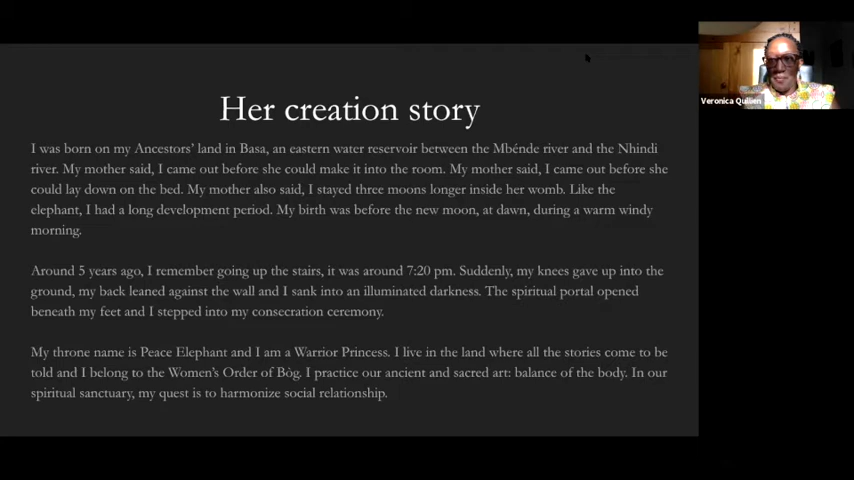 Her creation story
I was born on my Ancestors' land in Basa, an eastern water reservoir between the Mbénde river and the Nhindi
river. My mother said, I came out before she could make it into the room. My mother said, I came out before she
could lay down on the bed. My mother also said, I stayed three moons longer inside her womb. Like the
elephant, I had a long development period. My birth was before the new moon, at dawn, during a warm windy
morning.
Around 5 years ago, I remember going up the stairs, it was around 7:20 pm. Suddenly, my knees gave up into the
ground, my back leaned against the wall and I sank into an illuminated darkness. The spiritual portal opened
beneath my feet and I stepped into my consecration ceremony.
My throne name is Peace Elephant and I am a Warrior Princess. I live in the land where all the stories come to be
told and I belong to the Women's Order of Bòg. I practice our ancient and sacred art: balance of the body. In our
spiritual sanctuary, my quest is to harmonize social relationship.
Veronica Quillen